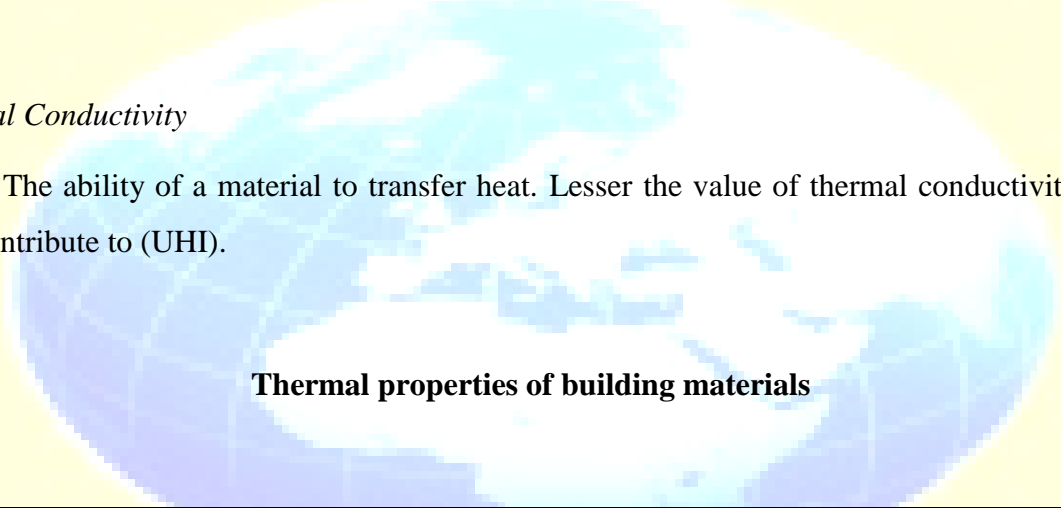 al Conductivity
The ability of a material to transfer heat. Lesser the value of thermal conductivit
ntribute to (UHI).
Thermal properties of building materials